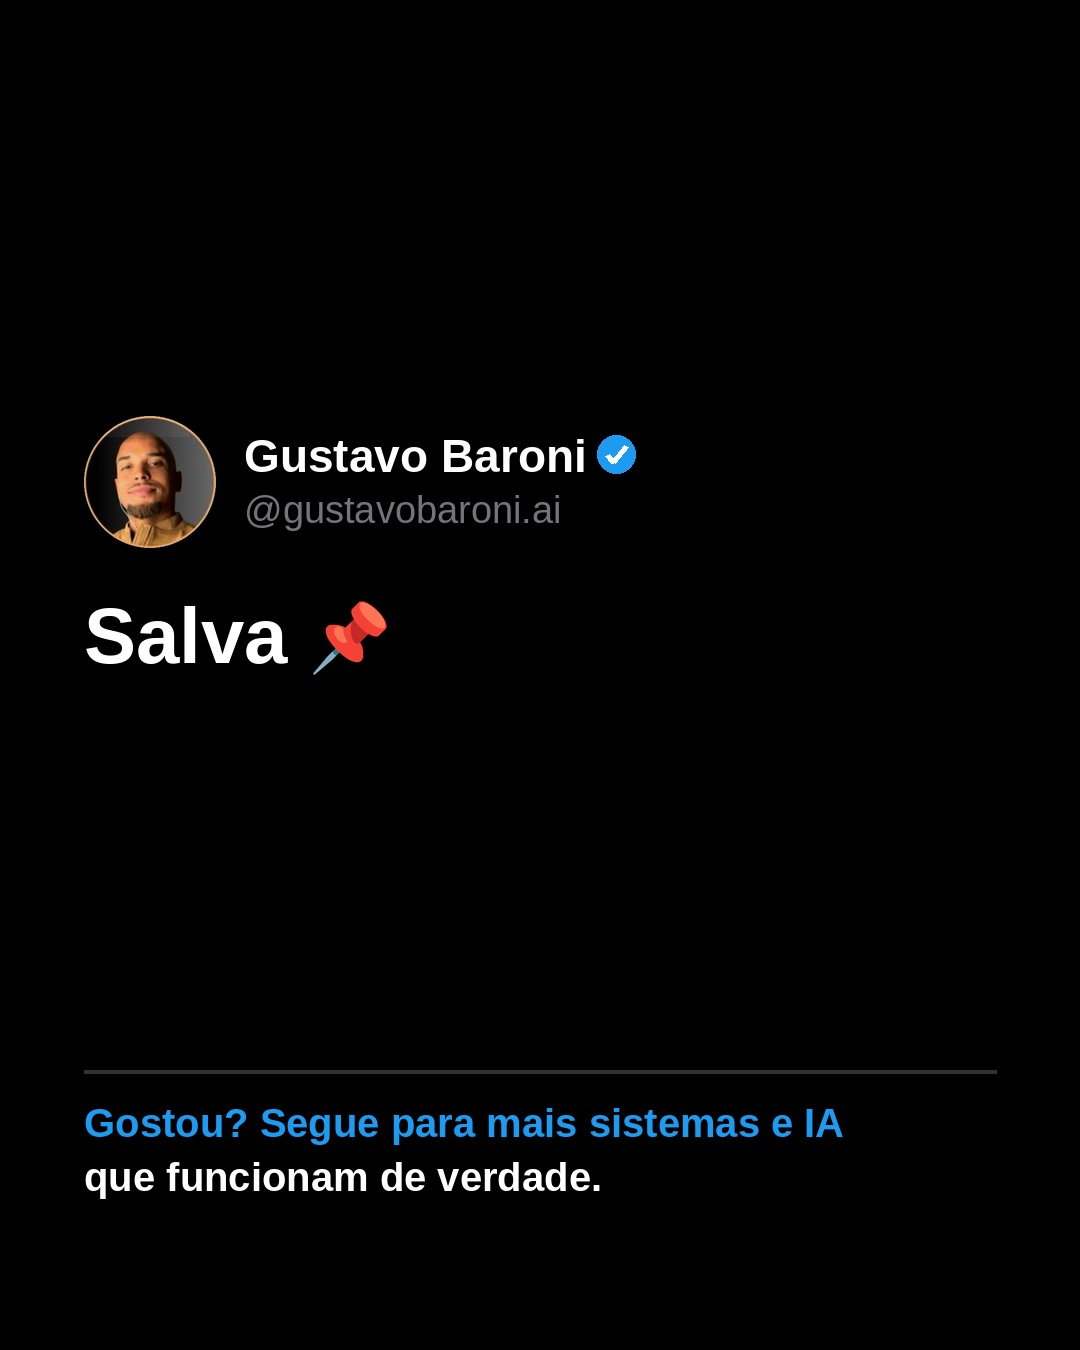 Gustavo Baroni
@gustavobaroni.ai
Salva 📌
Gostou? Segue para mais sistemas e IA
que funcionam de verdade.